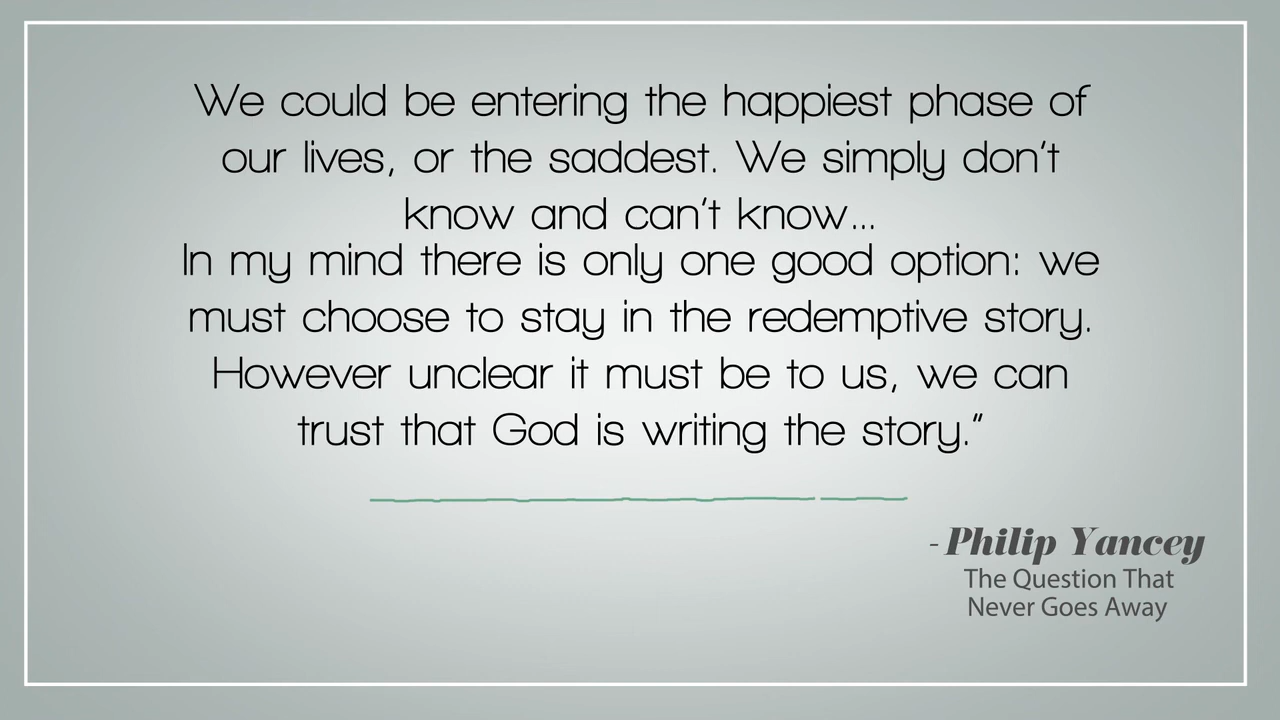 We could be entering the happiest phase of
our lives, or the saddest. We simply don't
know and can't know...
In my mind there is only one good option: we
must choose to stay in the redemptive story.
However unclear it must be to us, we can
trust that God is writing the story.”
- Philip Yancey
The Question That
Never Goes Away